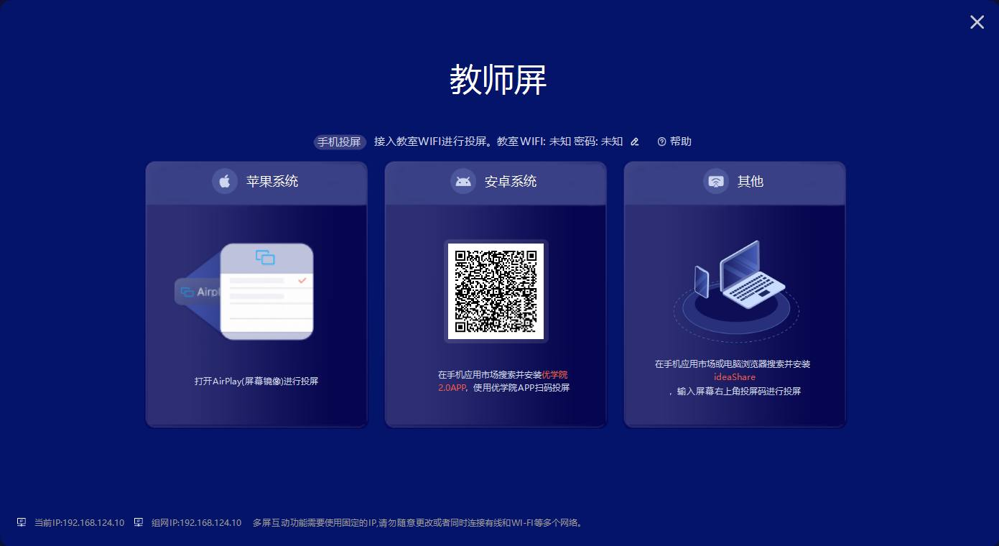 教师屏
手机投屏 接入教室WIFI进行投屏。教室WIFI: 未知 密码: 未知 帮助
苹果系统
Airpl
打开AirPlay(屏幕镜像)进行投屏
安卓系统
在手机应用市场搜索并安装优学院
2.0APP，使用优学院APP扫码投屏
其他
在手机应用市场或电脑浏览器搜索并安装
ideaShare
，输入屏幕右上角投屏码进行投屏
当前IP:192.168.124.10 组网IP:192.168.124.10 多屏互动功能需要使用固定的IP,请勿随意更改或者同时连接有线和WI-FI等多个网络。